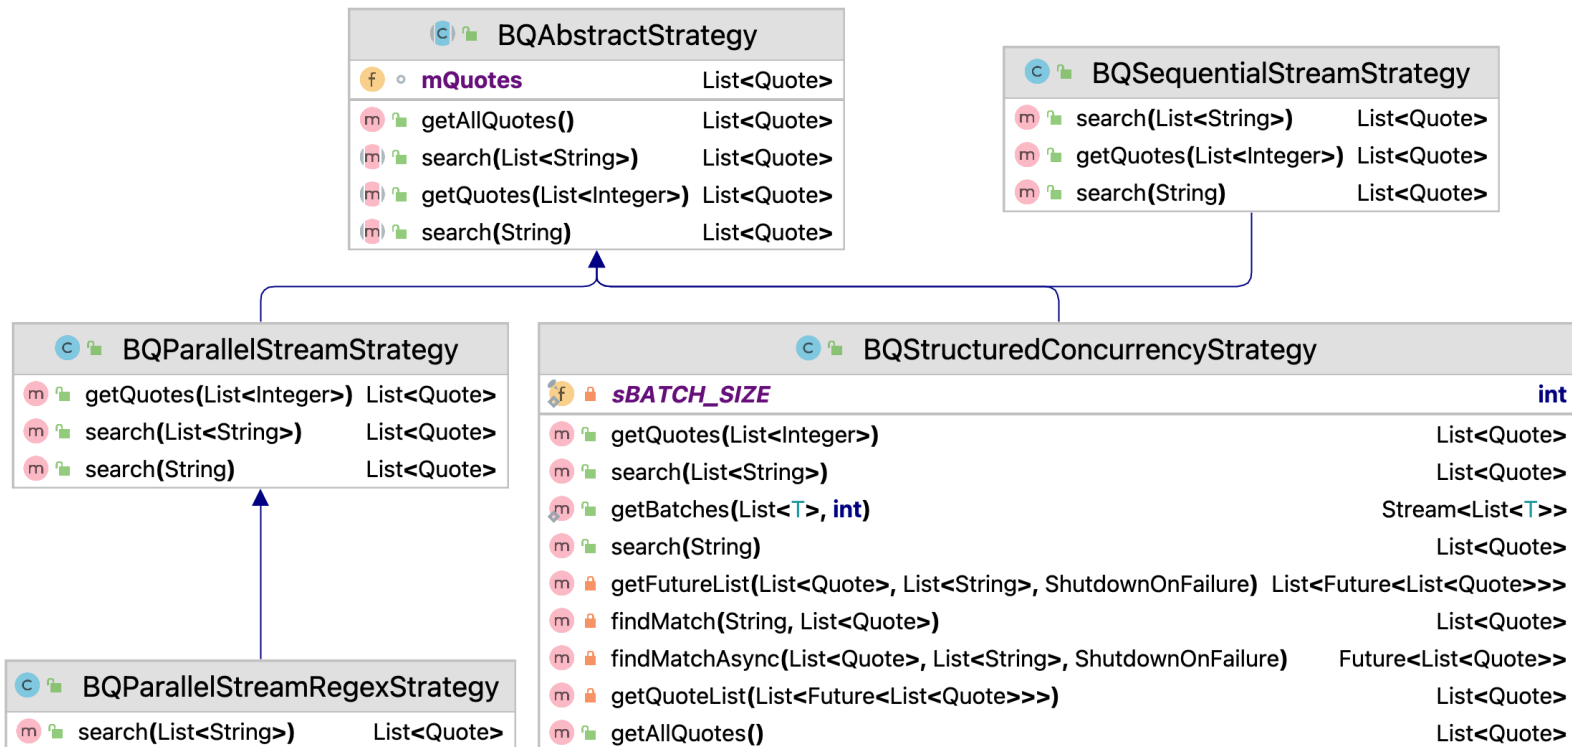 BQAbstractStrategy
f mQuotes List<Quote>
m getAllQuotes() List<Quote>
m search(List<String>) List<Quote>
m getQuotes(List<Integer>) List<Quote>
m search(String) List<Quote>
C BQSequentialStreamStrategy
m search(List<String>) List<Quote>
m getQuotes(List<Integer>) List<Quote>
m search(String) List<Quote>
C BQParallelStreamStrategy
m getQuotes(List<Integer>) List<Quote>
m search(List<String>) List<Quote>
m search(String) List<Quote>
C BQStructuredConcurrencyStrategy
f sBATCH_SIZE int
m getQuotes(List<Integer>) List<Quote>
m search(List<String>) List<Quote>
m getBatches(List<T>, int) Stream<List<T>>
m search(String) List<Quote>
m getFutureList(List<Quote>, List<String>, ShutdownOnFailure) List<Future<List<Quote>>>
m findMatch(String, List<Quote>) List<Quote>
m findMatchAsync(List<Quote>, List<String>, ShutdownOnFailure) Future<List<Quote>>
m getQuoteList(List<Future<List<Quote>>>) List<Quote>
m getAllQuotes() List<Quote>
C BQParallelStreamRegexStrategy
m search(List<String>) List<Quote>